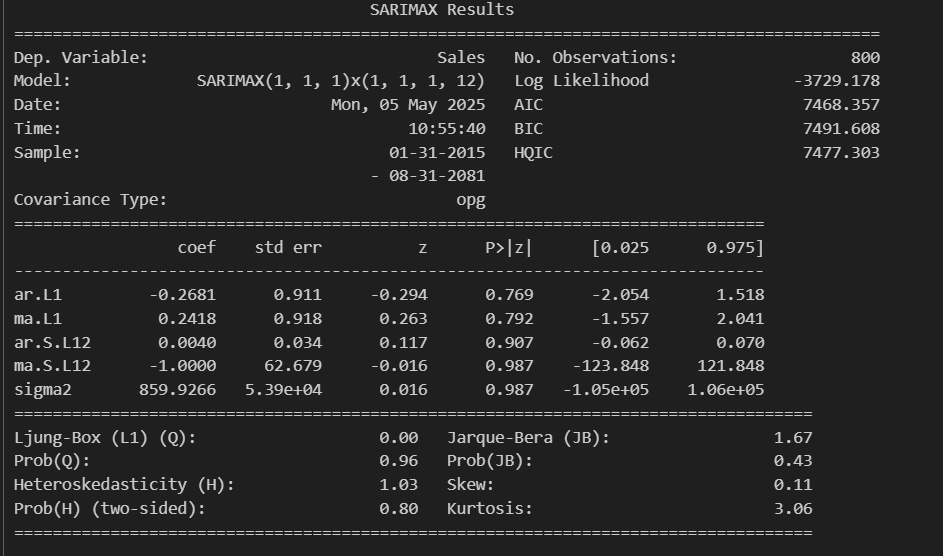 SARIMAX Results
==========================================================================================
Dep. Variable:                              Sales   No. Observations:                  800
Model:             SARIMAX(1, 1, 1)x(1, 1, 1, 12)   Log Likelihood               -3729.178
Date:                            Mon, 05 May 2025   AIC                           7468.357
Time:                                    10:55:40   BIC                           7491.608
Sample:                                01-31-2015   HQIC                          7477.303
                                     - 08-31-2081
Covariance Type:                              opg
==============================================================================
                 coef    std err          z      P>|z|      [0.025      0.975]
------------------------------------------------------------------------------
ar.L1         -0.2681      0.911     -0.294      0.769      -2.054       1.518
ma.L1          0.2418      0.918      0.263      0.792      -1.557       2.041
ar.S.L12       0.0040      0.034      0.117      0.907      -0.062       0.070
ma.S.L12      -1.0000     62.679     -0.016      0.987    -123.848     121.848
sigma2       859.9266   5.39e+04      0.016      0.987   -1.05e+05    1.06e+05
===================================================================================
Ljung-Box (L1) (Q):                   0.00   Jarque-Bera (JB):                 1.67
Prob(Q):                              0.96   Prob(JB):                         0.43
Heteroskedasticity (H):               1.03   Skew:                             0.11
Prob(H) (two-sided):                  0.80   Kurtosis:                         3.06
===================================================================================